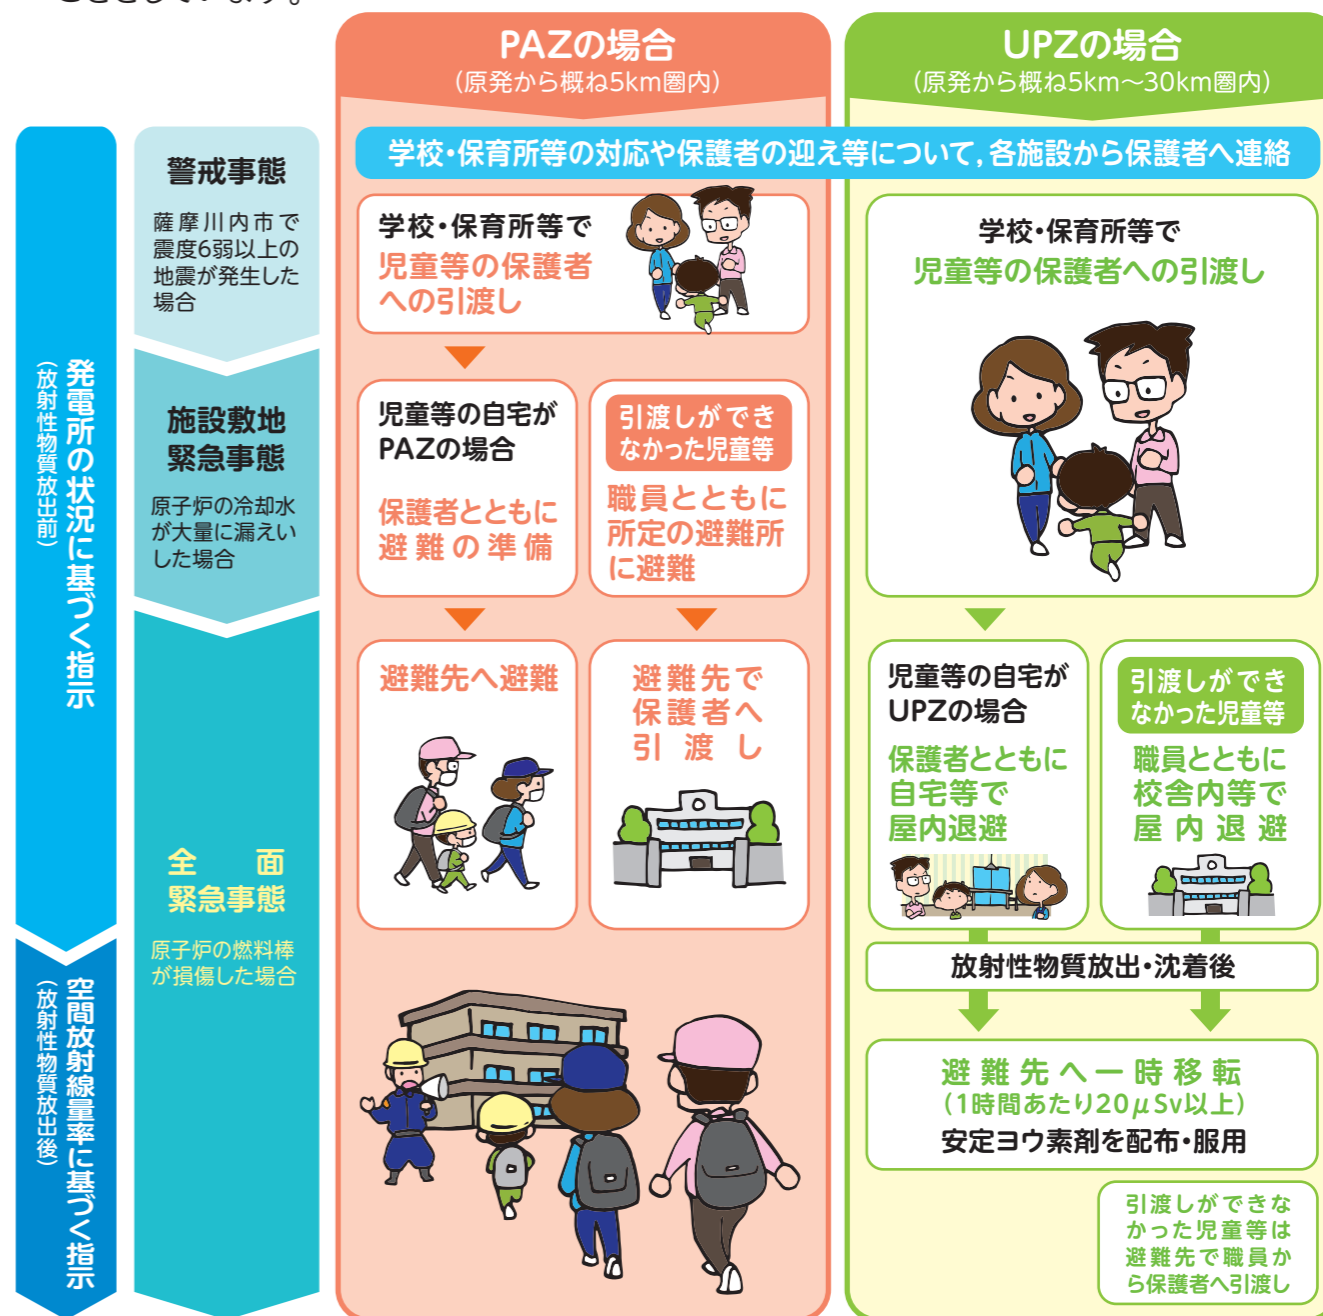 こととしています。
PAZの場合
(原発から概ね5km圏内)
UPZの場合
(原発から概ね5km～30km圏内)
学校・保育所等の対応や保護者の迎え等について,各施設から保護者へ連絡
発電所の状況に基づく指示
(放射性物質放出前)
空間放射線量率に基づく指示
(放射性物質放出後)
警戒事態
薩摩川内市で
震度6弱以上の
地震が発生した
場合
施設敷地
緊急事態
原子炉の冷却水
が大量に漏えい
した場合
全面
緊急事態
原子炉の燃料棒
が損傷した場合
学校・保育所等で
児童等の保護者
への引渡し
児童等の自宅が
PAZの場合
保護者とともに
避難の準備
引渡しができ
なかった児童等
職員とともに
所定の避難所
に避難
避難先へ避難
避難先で
保護者へ
引渡し
学校・保育所等で
児童等の保護者への引渡し
児童等の自宅が
UPZの場合
保護者とともに
自宅等で
屋内退避
引渡しができ
なかった児童等
職員とともに
校舎内等で
屋内退避
放射性物質放出・沈着後
避難先へ一時移転
(1時間あたり20μSv以上)
安定ヨウ素剤を配布・服用
引渡しができな
かった児童等は
避難先で職員か
ら保護者へ引渡し